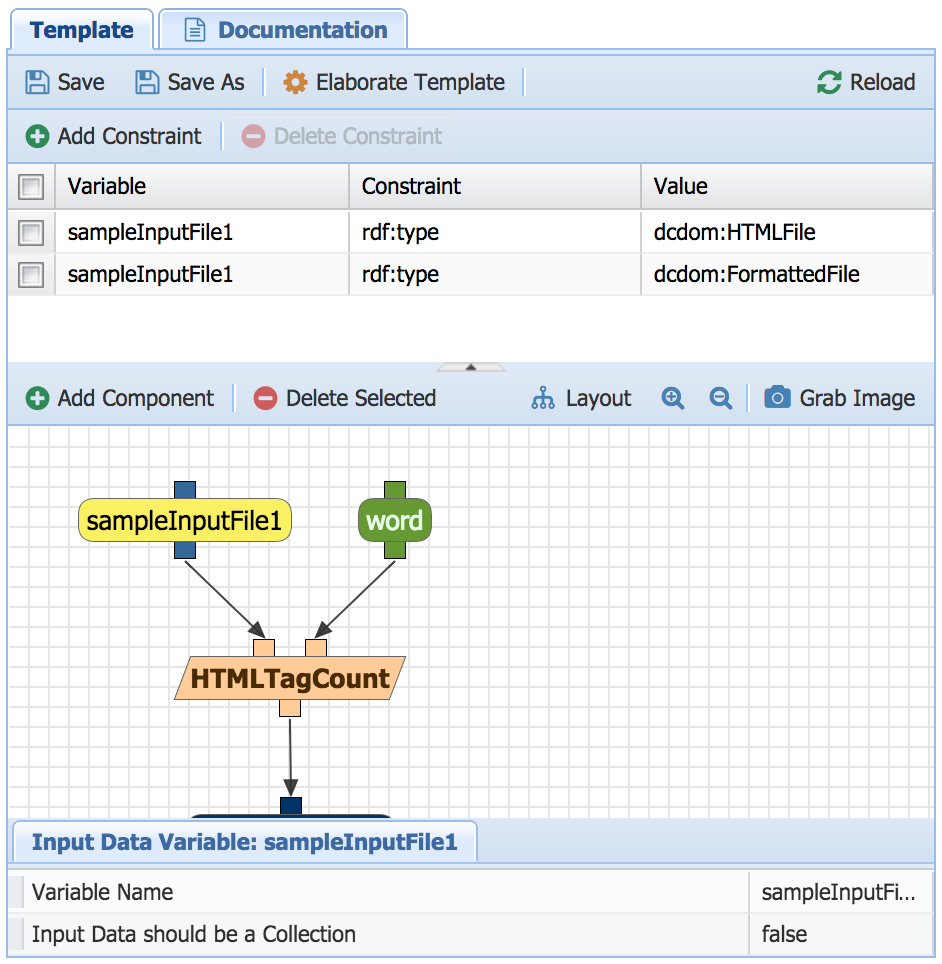 Template Documentation
Save Save As Elaborate Template Reload
Add Constraint Delete Constraint
Variable Constraint Value
sampleInputFile1 rdf:type dcdom:HTMLFile
sampleInputFile1 rdf:type dcdom:FormattedFile
Add Component Delete Selected Layout Grab Image
sampleInputFile1 word
HTMLTagCount
Input Data Variable: sampleInputFile1
Variable Name sampleInputFi...
Input Data should be a Collection false